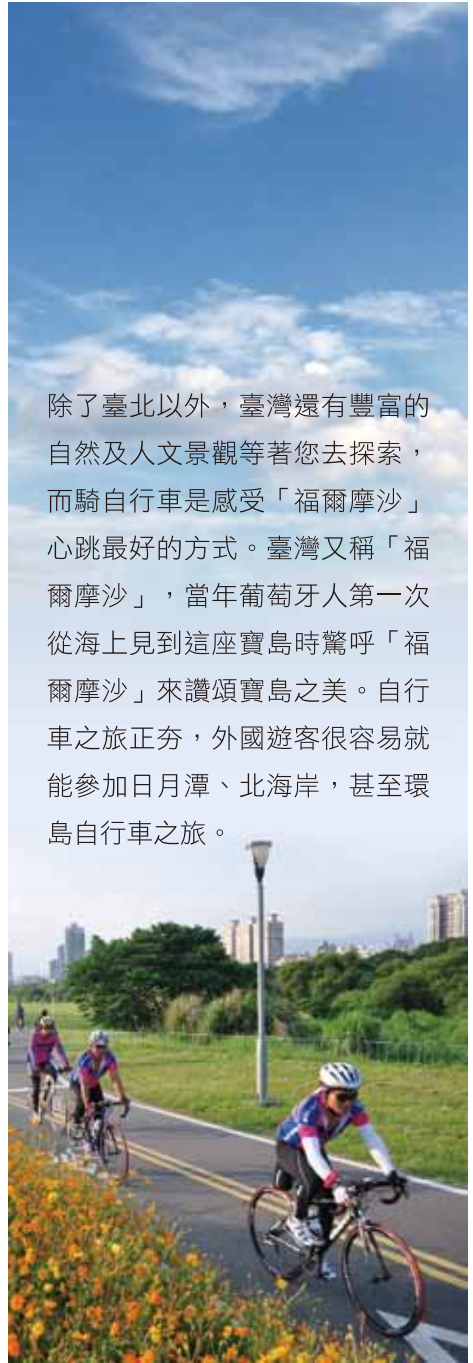 除了臺北以外，臺灣還有豐富的
自然及人文景觀等著您去探索，
而騎自行車是感受「福爾摩沙」
心跳最好的方式。臺灣又稱「福
爾摩沙」，當年葡萄牙人第一次
從海上見到這座寶島時驚呼「福
爾摩沙」來讚頌寶島之美。自行
車之旅正夯，外國遊客很容易就
能參加日月潭、北海岸，甚至環
島自行車之旅。